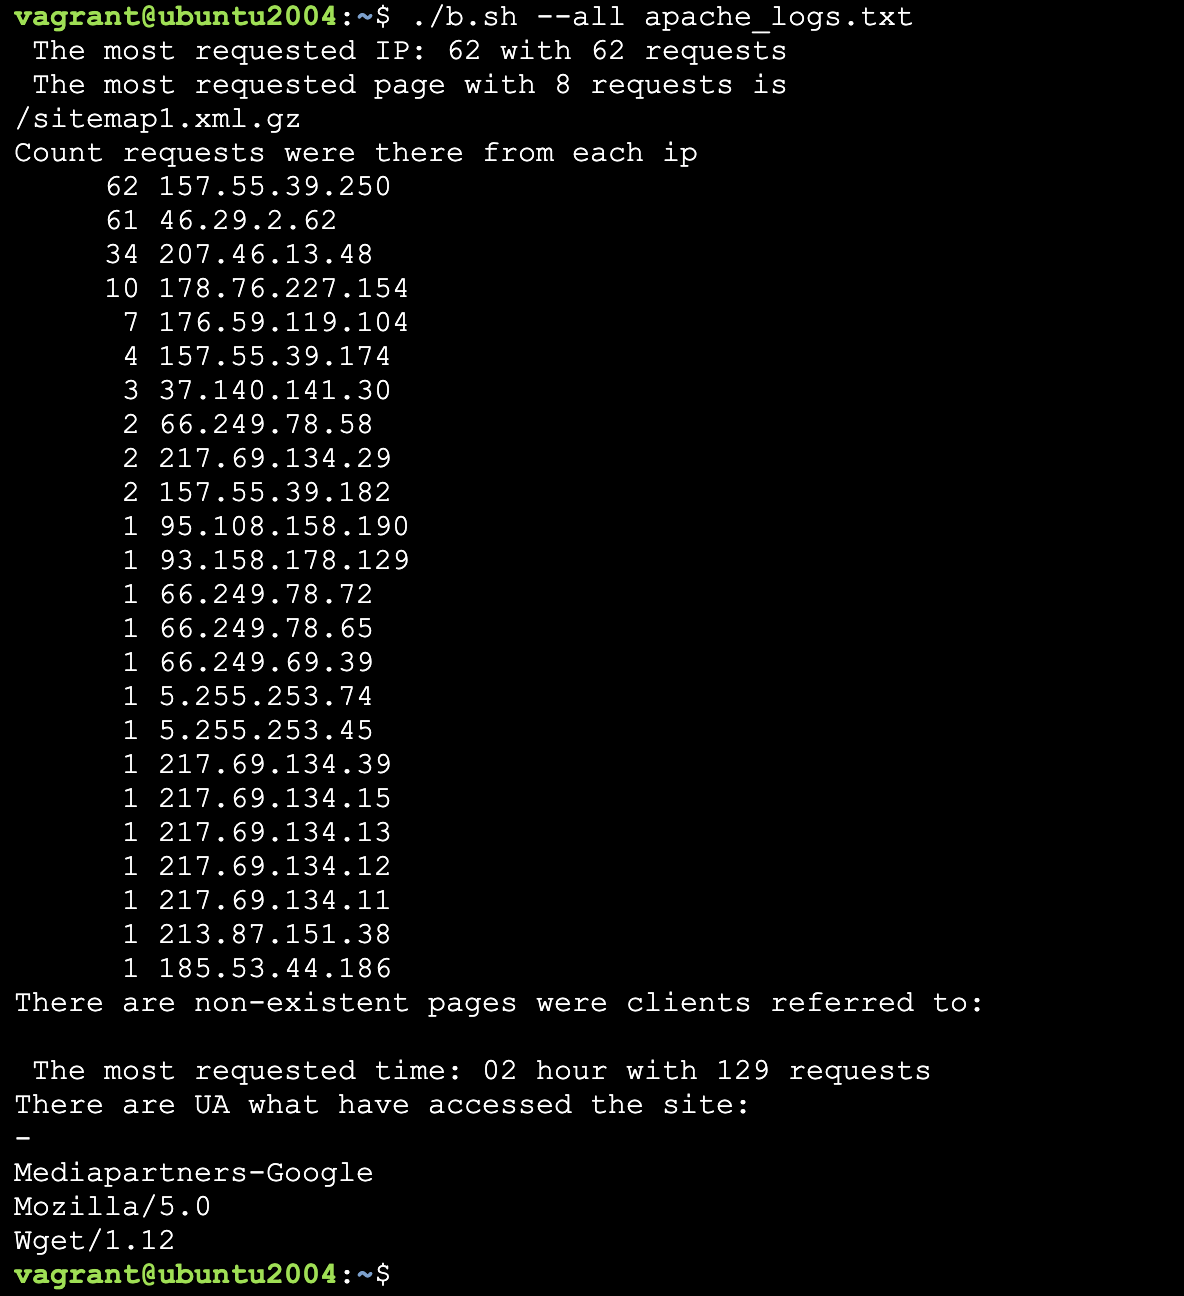 vagrant@ubuntu2004:~$ ./b.sh --all apache_logs.txt
The most requested IP: 62 with 62 requests
The most requested page with 8 requests is
/sitemap1.xml.gz
Count requests were there from each ip
62 157.55.39.250
61 46.29.2.62
34 207.46.13.48
10 178.76.227.154
7 176.59.119.104
4 157.55.39.174
3 37.140.141.30
2 66.249.78.58
2 217.69.134.29
2 157.55.39.182
1 95.108.158.190
1 93.158.178.129
1 66.249.78.72
1 66.249.78.65
1 66.249.69.39
1 5.255.253.74
1 5.255.253.45
1 217.69.134.39
1 217.69.134.15
1 217.69.134.13
1 217.69.134.12
1 217.69.134.11
1 213.87.151.38
1 185.53.44.186
There are non-existent pages were clients referred to:
The most requested time: 02 hour with 129 requests
There are UA what have accessed the site:
-
Mediapartners-Google
Mozilla/5.0
Wget/1.12
vagrant@ubuntu2004:~$